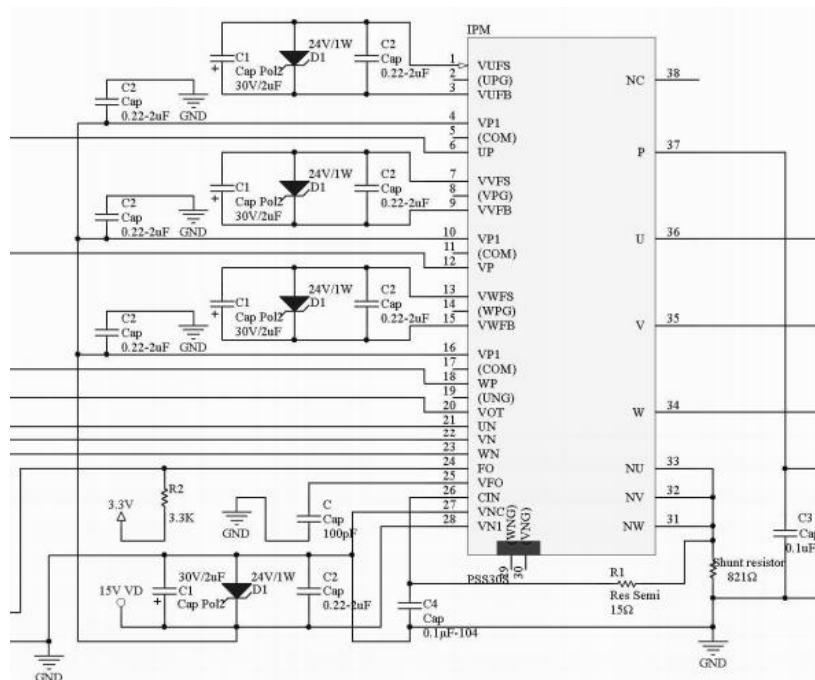 IPM
24V/1W
C1
Cap Pol2
30V/2uF
D1
C2
Cap
0.22-2uF
C2
Cap
0.22-2uF
GND
1 VUFS
2 (UPG)
3 VUFB
4 VP1
5 (COM)
6 UP
NC 38
P 37
24V/1W
C1
Cap Pol2
30V/2uF
D1
C2
Cap
0.22-2uF
C2
Cap
0.22-2uF
GND
7 VVFS
8 (VPG)
9 VVFB
10 VP1
11 (COM)
12 VP
U 36
24V/1W
C1
Cap Pol2
30V/2uF
D1
C2
Cap
0.22-2uF
C2
Cap
0.22-2uF
GND
13 VWFS
14 (WPG)
15 VWFB
16 VP1
17 (COM)
18 WP
19 (UNG)
20 VOT
21 UN
22 VN
23 WN
24 FO
25 VFO
26 CIN
27 VNC
28 VN1
V 35
W 34
NU 33
NV 32
NW 31
(WNG)
(VNG)
29
30
PSS30S
R2
3.3K
3.3V
GND
C
Cap
100pF
15V VD
30V/2uF
C1
Cap Pol2
24V/1W
D1
C2
Cap
0.22-2uF
C4
Cap
0.1μF-104
R1
Res Semi
15Ω
Shunt resistor
821Ω
C3
Cap
0.1uF
GND
GND